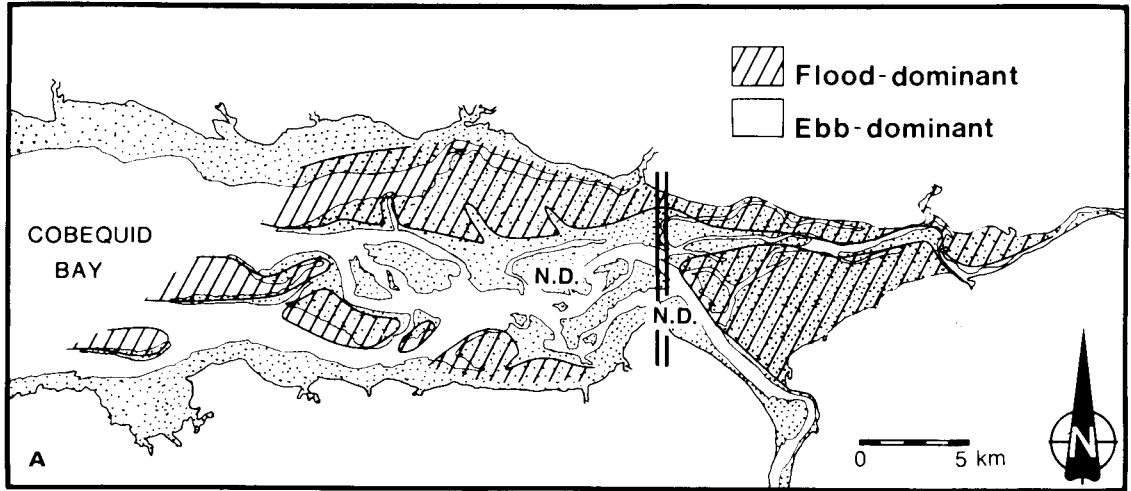 Flood-dominant
Ebb-dominant
COBEQUID
BAY
N.D.
N.D.
A
0 5 km
N